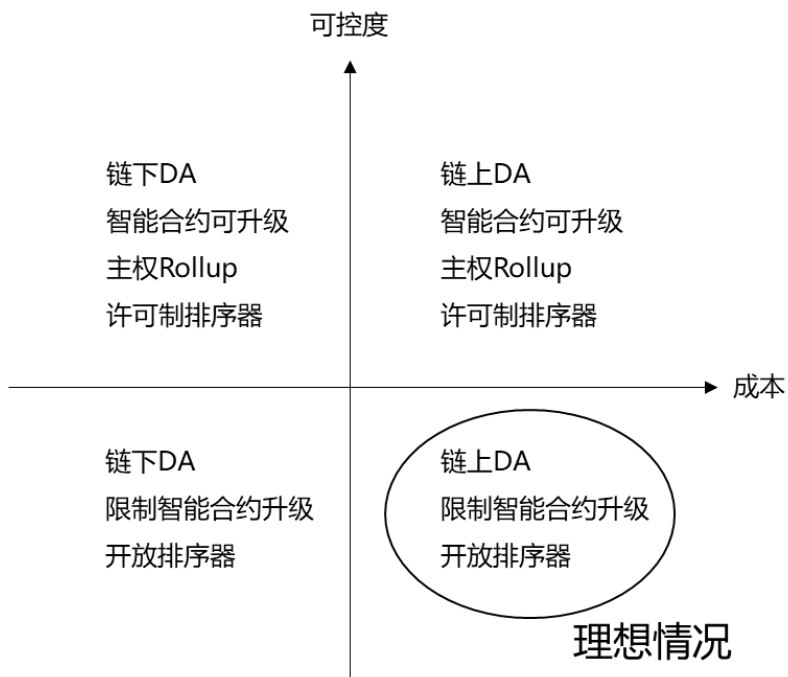 可控度
链下DA
智能合约可升级
主权Rollup
许可制排序器
链上DA
智能合约可升级
主权Rollup
许可制排序器
成本
链下DA
限制智能合约升级
开放排序器
链上DA
限制智能合约升级
开放排序器
理想情况